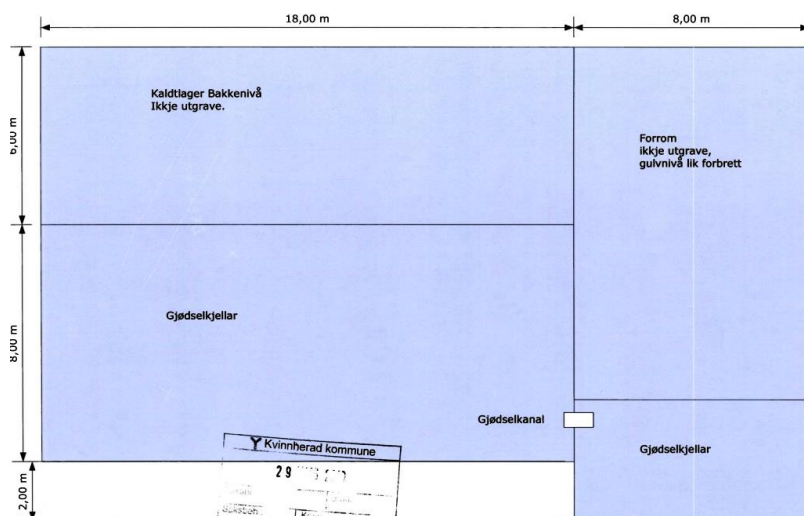 18,00 m
8,00 m
Kaldtlager Bakkenivå
Ikkje utgrave.
6,00 m
Forrom
ikkje utgrave,
gulvnivå lik forbrett
8,00 m
Gjødselkjellar
Gjødselkanal
Gjødselkjellar
Kvinnherad kommune
29
2,00 m